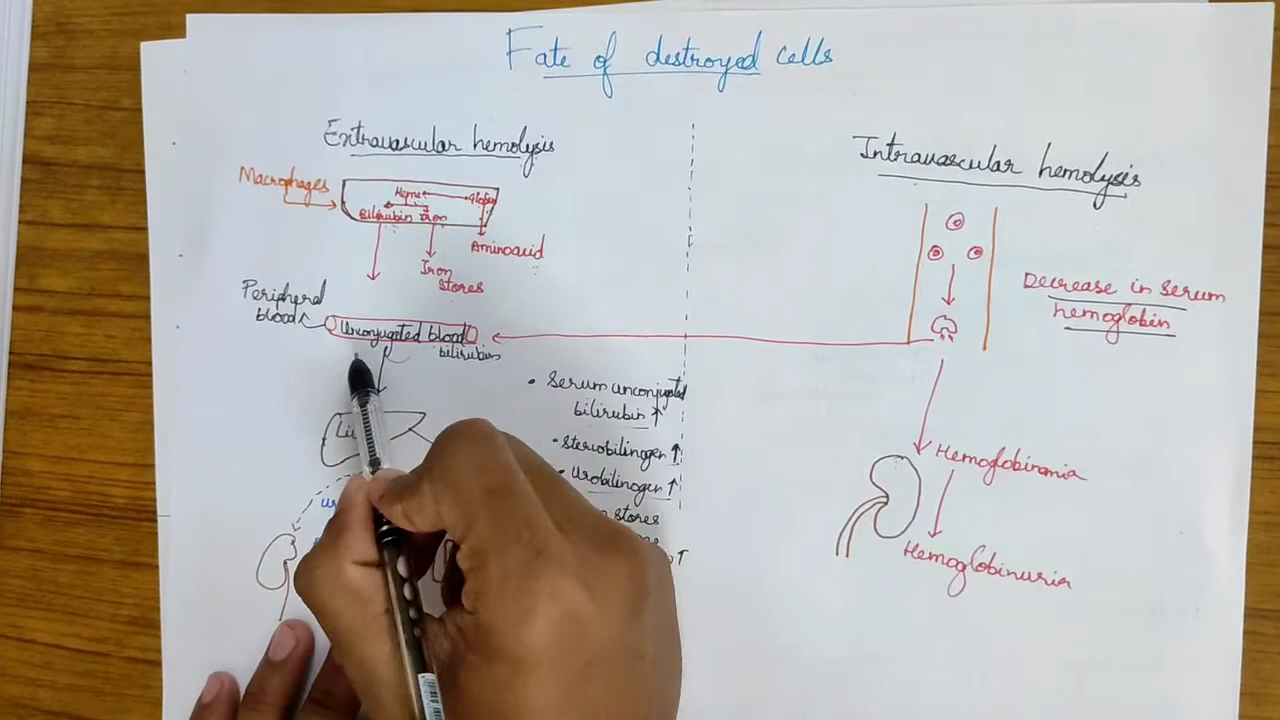 Fate of destroyed cells
Extravascular hemolysis
Macrophages
Heme
Globin
Bilirubin Iron
Aminoacid
Iron
stores
Peripheral
blood
Unconjugated blood
bilirubin
• Serum unconjugated
bilirubin ↑
• Stercobilinogen ↑
• Urobilinogen ↑
stores
↑
Intravascular hemolysis
Decrease in serum
hemoglobin
Hemoglobinemia
Hemoglobinuria